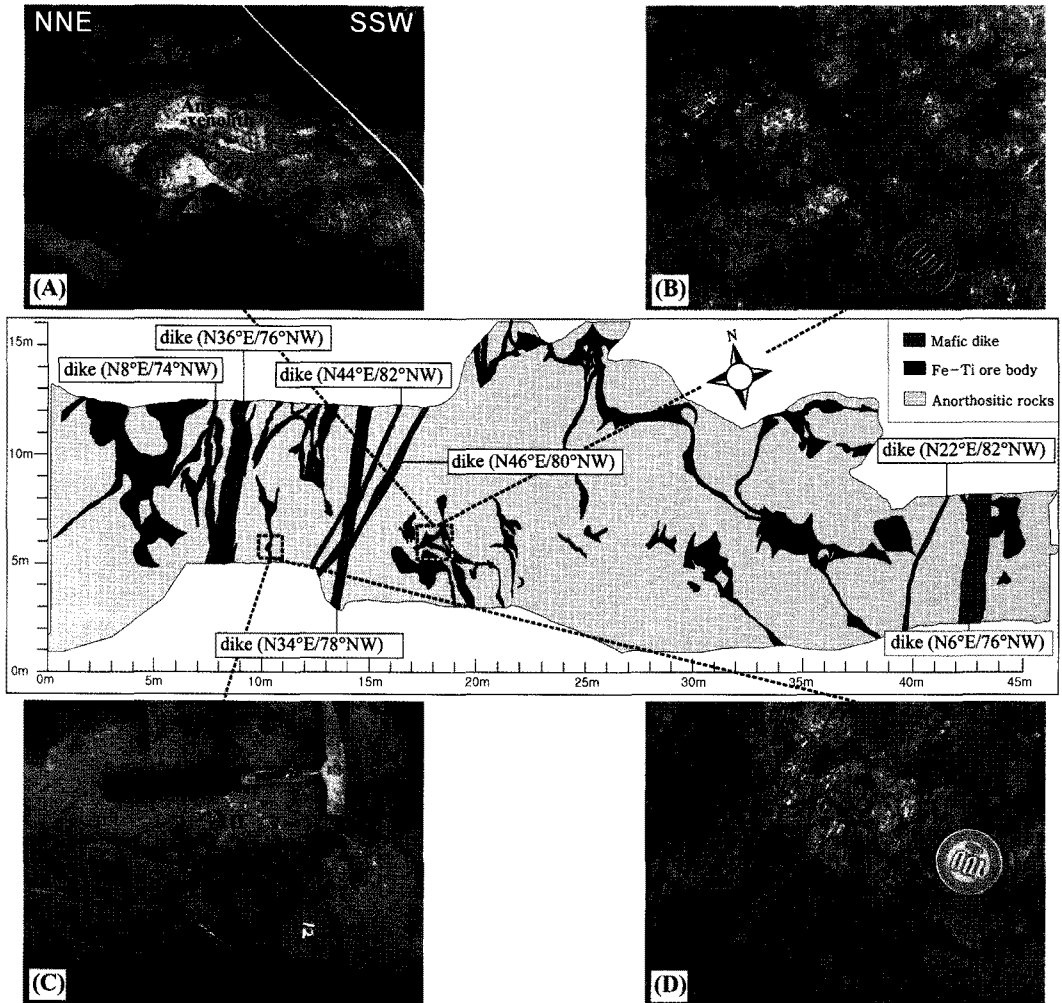 NNE SSW
xenolith
(A)
(B)
15m
10m
5m
0m
dike (N36°E/76°NW)
dike (N8°E/74°NW)
dike (N44°E/82°NW)
dike (N46°E/80°NW)
dike (N34°E/78°NW)
dike (N22°E/82°NW)
dike (N6°E/76°NW)
N
Mafic dike
Fe-Ti ore body
Anorthositic rocks
0m 5m 10m 15m 20m 25m 30m 35m 40m 45m
12
(C)
100
(D)